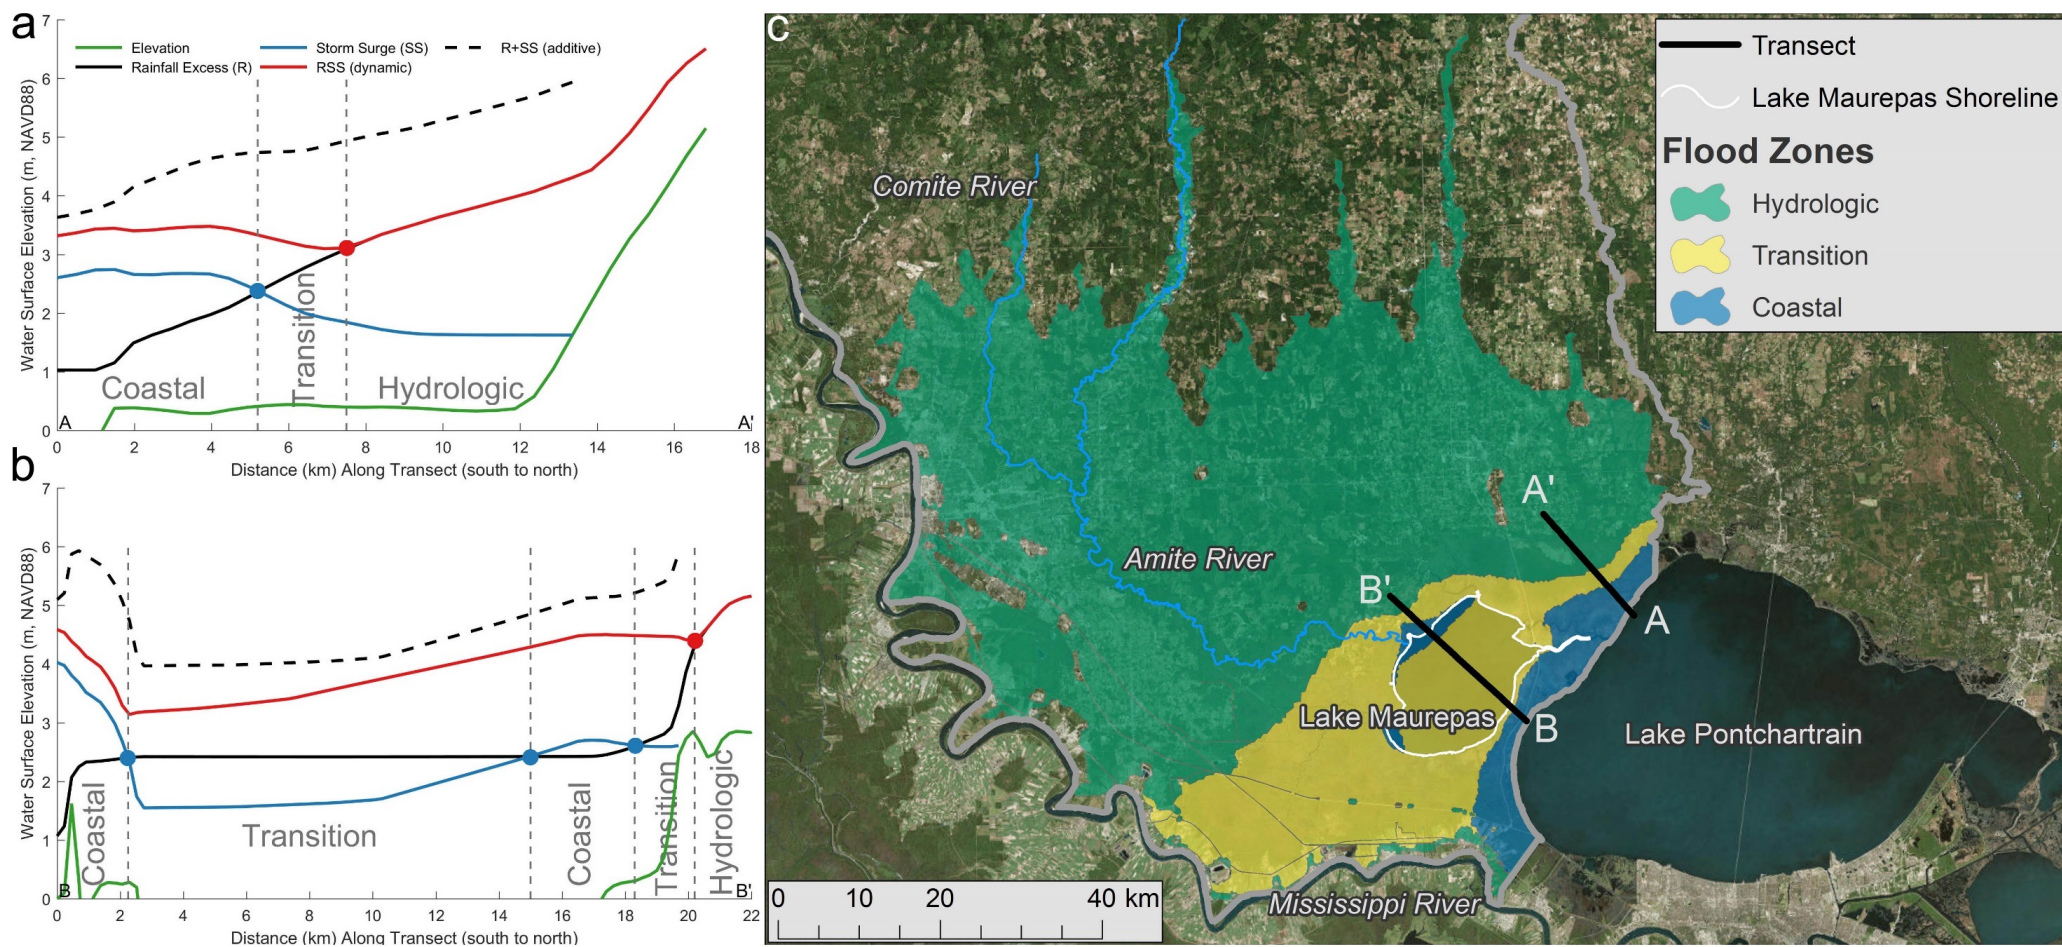 a
7
6
5
4
3
2
1
0
Water Surface Elevation (m, NAVD88)
Elevation
Rainfall Excess (R)
Storm Surge (SS)
RSS (dynamic)
R+SS (additive)
Coastal
Transition
Hydrologic
A
A'
0 2 4 6 8 10 12 14 16 18
Distance (km) Along Transect (south to north)
b
7
6
5
4
3
2
1
0
Water Surface Elevation (m, NAVD88)
Coastal
Transition
Coastal
Transition
Hydrologic
B
B'
0 2 4 6 8 10 12 14 16 18 20 22
Distance (km) Along Transect (south to north)
c
Transect
Lake Maurepas Shoreline
Flood Zones
Hydrologic
Transition
Coastal
Comite River
Amite River
A'
A
B'
B
Lake Maurepas
Lake Pontchartrain
Mississippi River
0 10 20 40 km